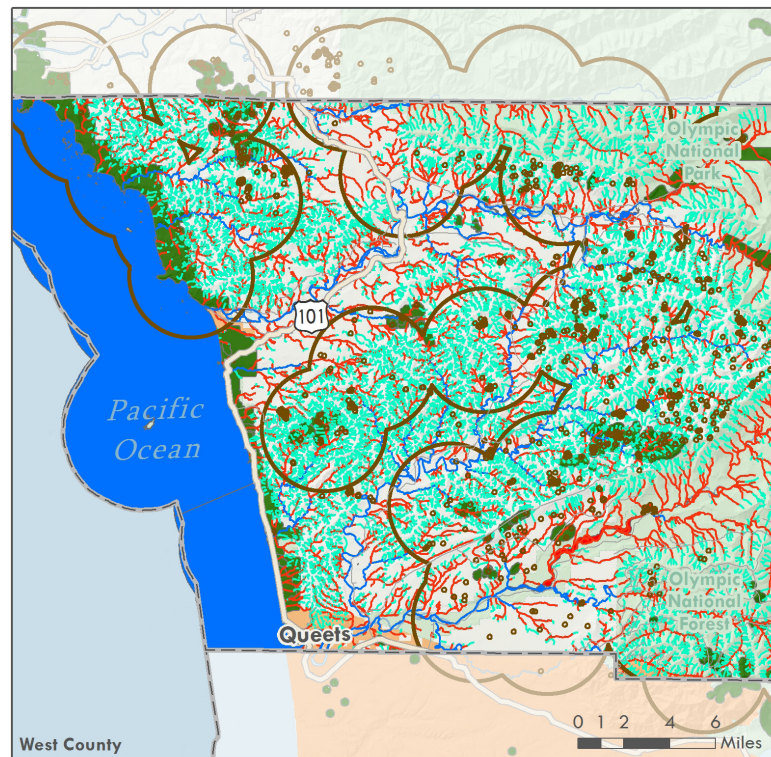 Olympic
National
Park
101
Pacific
Ocean
Olympic
National
Forest
Queets
0 1 2 4 6
Miles
West County